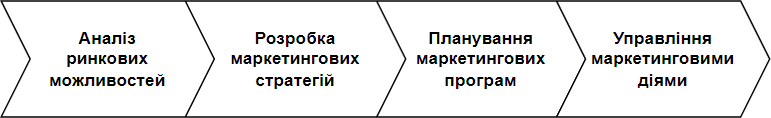 Аналіз
ринкових
можливостей
Розробка
маркетингових
стратегій
Планування
маркетингових
програм
Управління
маркетинговими
діями